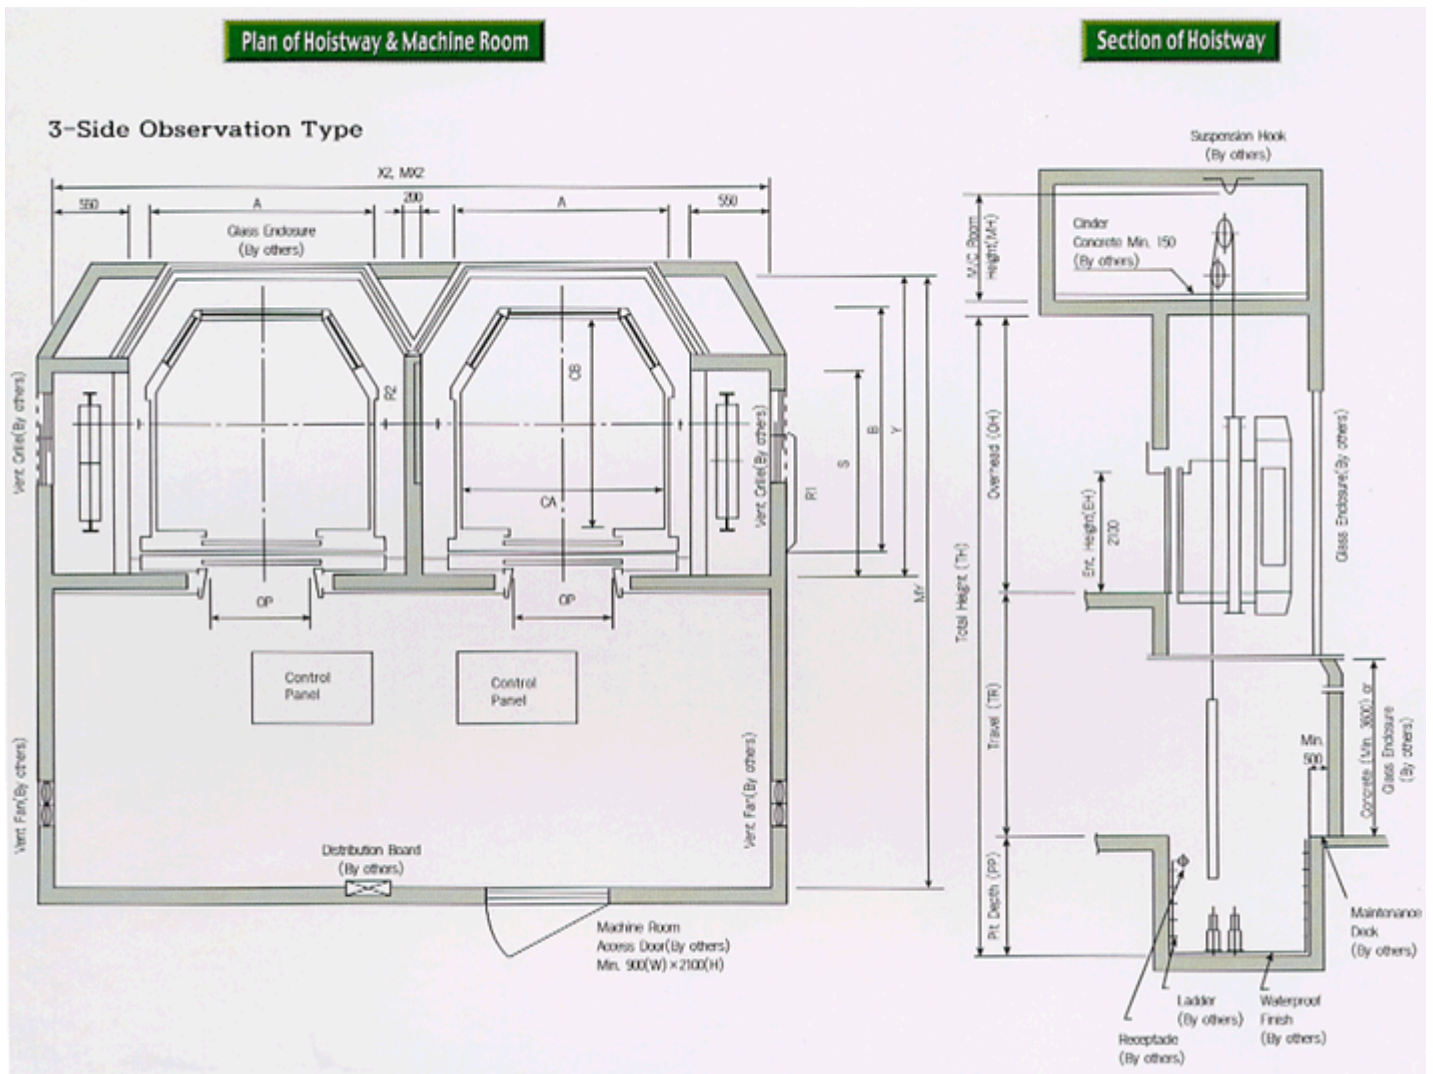 Plan of Hoistway & Machine Room
Section of Hoistway
3-Side Observation Type
X2, MX2
550
A
200
A
550
Glass Enclosure
(By others)
Vent Grille(By others)
R2
CB
CA
Vent Grille(By others)
R1
S
B
Y
MY
OP
OP
Control
Panel
Control
Panel
Vent Fan(By others)
Vent Fan(By others)
Distribution Board
(By others)
Machine Room
Access Door(By others)
Min. 900(W)×2100(H)
Suspension Hook
(By others)
M/C Room
Height(MH)
Cinder
Concrete Min. 150
(By others)
Overhead (OH)
Ent. Height(EH)
2100
Glass Enclosure(By others)
Total Height (TH)
Travel (TR)
Min.
500
Concrete (Min. 3600) or
Glass Enclosure
(By others)
Pit Depth (PP)
Maintenance
Deck
(By others)
Ladder
(By others)
Waterproof
Finish
(By others)
Receptacle
(By others)